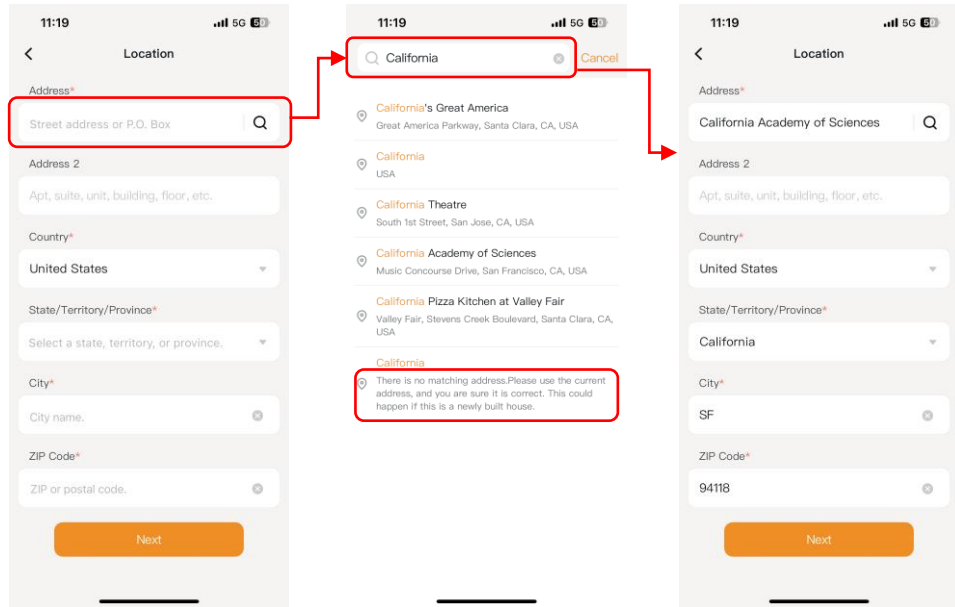 11:19
5G 5
Location
Address*
Street address or P.O. Box
Address 2
Apt, suite, unit, building, floor, etc.
Country*
United States
State/Territory/Province*
Select a state, territory, or province.
City*
City name.
ZIP Code*
ZIP or postal code.
Next
11:19
5G 5
California
Cancel
California's Great America
Great America Parkway, Santa Clara, CA, USA
California
USA
California Theatre
South 1st Street, San Jose, CA, USA
California Academy of Sciences
Music Concourse Drive, San Francisco, CA, USA
California Pizza Kitchen at Valley Fair
Valley Fair, Stevens Creek Boulevard, Santa Clara, CA,
USA
California
There is no matching address.Please use the current
address, and you are sure it is correct. This could
happen if this is a newly built house.
11:19
5G
Location
Address*
California Academy of Sciences
Address 2
Apt, suite, unit, building, floor, etc.
Country*
United States
State/Territory/Province*
California
City*
SF
ZIP Code*
94118
Next